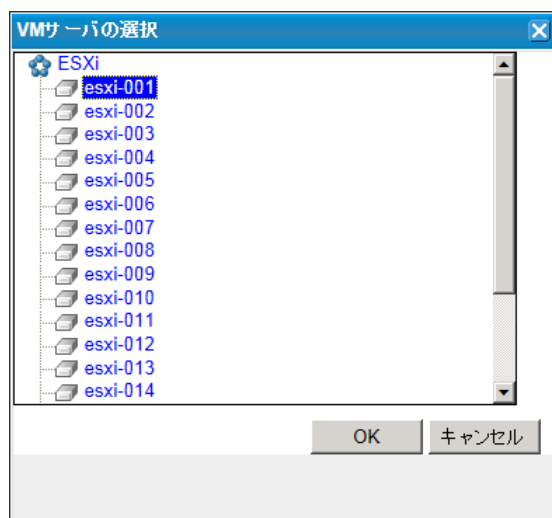 VMサーバの選択
ESXi
esxi-001
esxi-002
esxi-003
esxi-004
esxi-005
esxi-006
esxi-007
esxi-008
esxi-009
esxi-010
esxi-011
esxi-012
esxi-013
esxi-014
OK キャンセル